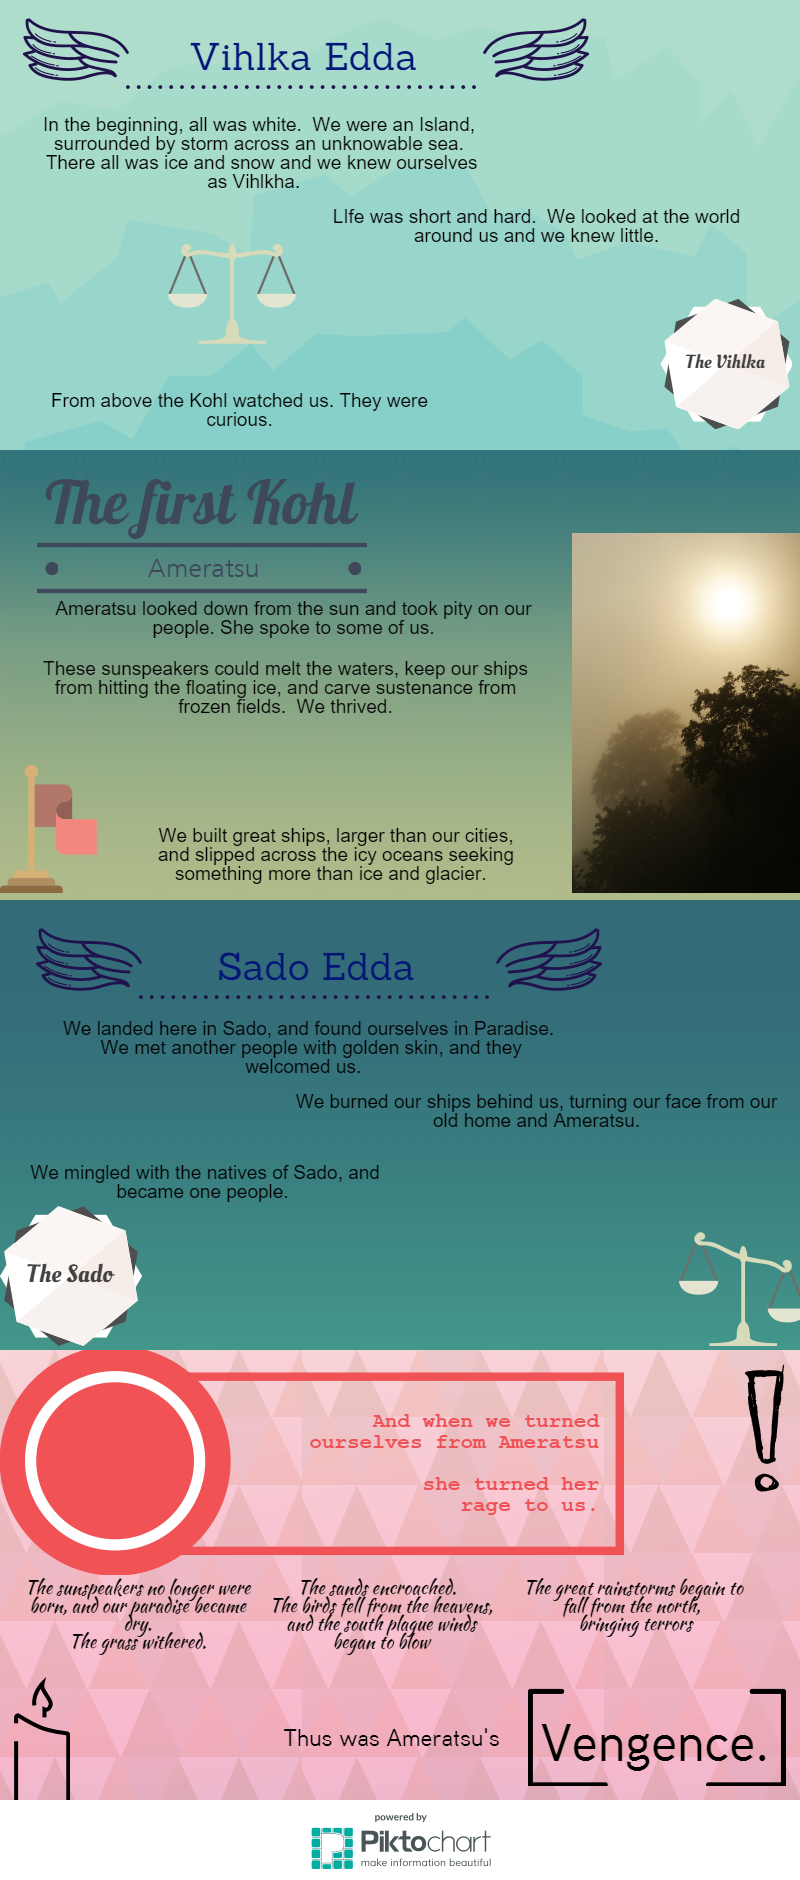 Vihlka Edda
In the beginning, all was white.  We were an Island,
surrounded by storm across an unknowable sea.
There all was ice and snow and we knew ourselves
as Vihlkha.
LIfe was short and hard.  We looked at the world
around us and we knew little.
The Vihlka
From above the Kohl watched us. They were
curious.
The first Kohl
Ameratsu
Ameratsu looked down from the sun and took pity on our
people. She spoke to some of us.
These sunspeakers could melt the waters, keep our ships
from hitting the floating ice, and carve sustenance from
frozen fields.  We thrived.
We built great ships, larger than our cities,
and slipped across the icy oceans seeking
something more than ice and glacier.
Sado Edda
We landed here in Sado, and found ourselves in Paradise.
We met another people with golden skin, and they
welcomed us.
We burned our ships behind us, turning our face from our
old home and Ameratsu.
We mingled with the natives of Sado, and
became one people.
The Sado
And when we turned
ourselves from Ameratsu
she turned her
rage to us.
!
The sunspeakers no longer were
born, and our paradise became
dry.
The grass withered.
The sands encroached.
The birds fell from the heavens,
and the south plague winds
began to blow
The great rainstorms begain to
fall from the north,
bringing terrors
Thus was Ameratsu's
Vengence.
powered by
Piktochart
make information beautiful